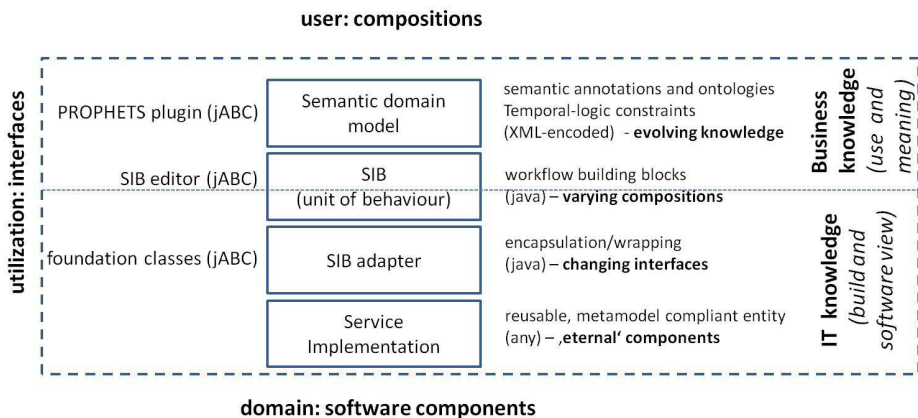 user: compositions
utilization: interfaces
PROPHETS plugin (jABC)
Semantic domain
model
semantic annotations and ontologies
Temporal-logic constraints
(XML-encoded) - evolving knowledge
Business
knowledge
(use and
meaning)
SIB editor (jABC)
SIB
(unit of behaviour)
workflow building blocks
(java) – varying compositions
foundation classes (jABC)
SIB adapter
encapsulation/wrapping
(java) – changing interfaces
IT knowledge
(build and
software view)
Service
Implementation
reusable, metamodel compliant entity
(any) – ‚eternal‘ components
domain: software components